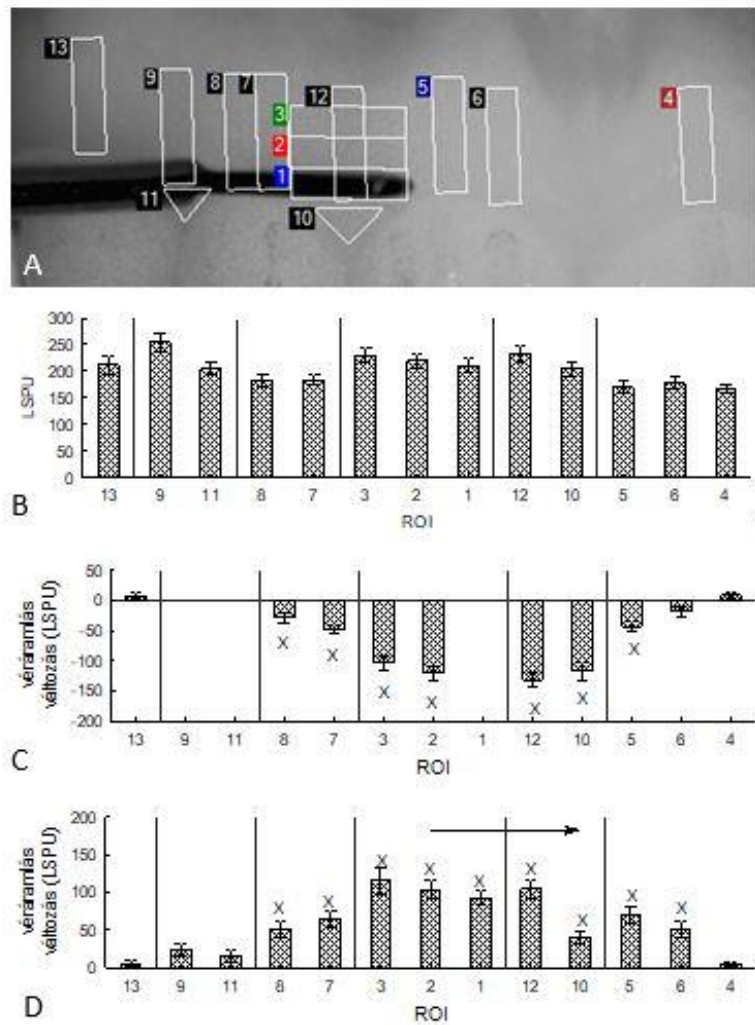 13
9
8
7
12
5
6
4
3
2
1
11
10
A
300
250
200
150
100
50
0
LSPU
13 9 11 8 7 3 2 1 12 10 5 6 4
ROI
B
50
0
-50
-100
-150
-200
véráramlás
változás (LSPU)
X X X X X X X
13 9 11 8 7 3 2 1 12 10 5 6 4
ROI
C
200
150
100
50
0
véráramlás
változás (LSPU)
X X X X X X X X X
13 9 11 8 7 3 2 1 12 10 5 6 4
ROI
D